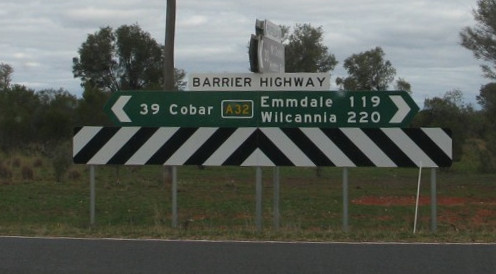 BARRIER HIGHWAY
39 Cobar A32 Emmdale 119
Wilcannia 220